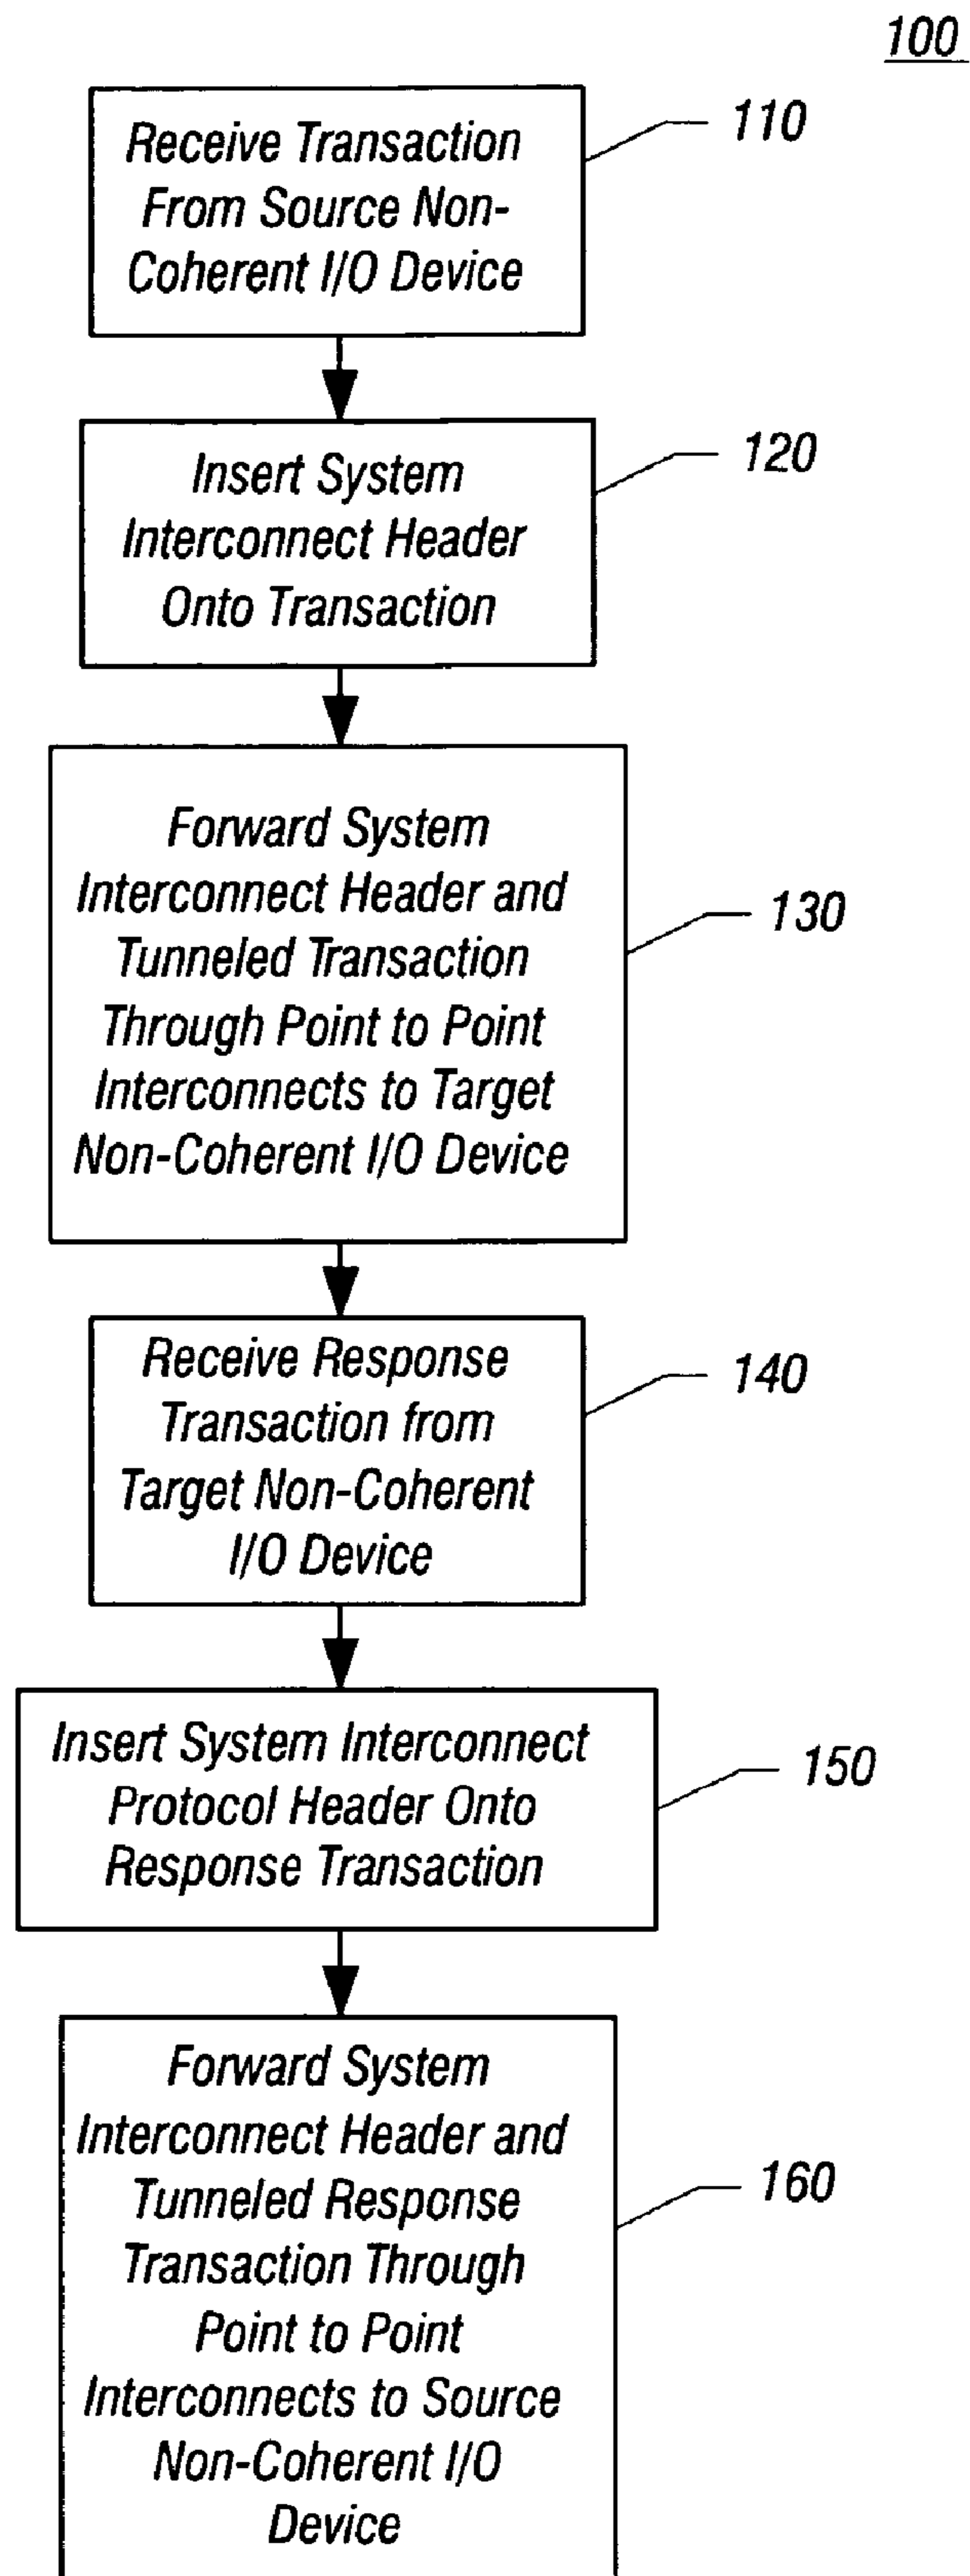 100
Receive Transaction
From Source Non-
Coherent I/O Device
110
Insert System
Interconnect Header
Onto Transaction
120
Forward System
Interconnect Header and
Tunneled Transaction
Through Point to Point
Interconnects to Target
Non-Coherent I/O Device
130
Receive Response
Transaction from
Target Non-Coherent
I/O Device
140
Insert System Interconnect
Protocol Header Onto
Response Transaction
150
Forward System
Interconnect Header and
Tunneled Response
Transaction Through
Point to Point
Interconnects to Source
Non-Coherent I/O
Device
160